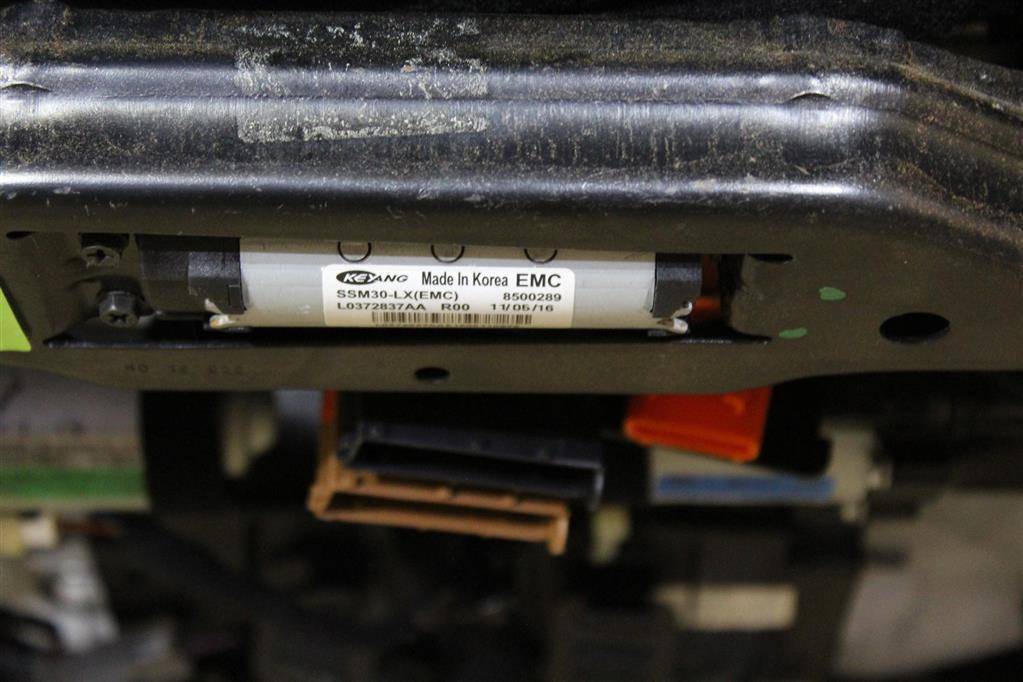 KEYANG Made In Korea EMC
SSM30-LX(EMC) 8500289
L0372837AA R00 11/05/16